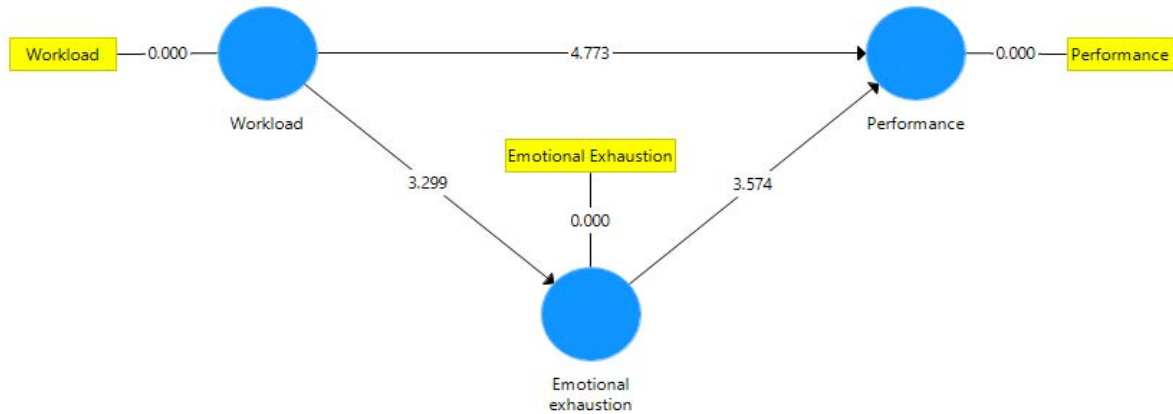 Workload
0.000
4.773
0.000
Performance
Workload
Performance
Emotional Exhaustion
3.299
3.574
0.000
Emotional
exhaustion